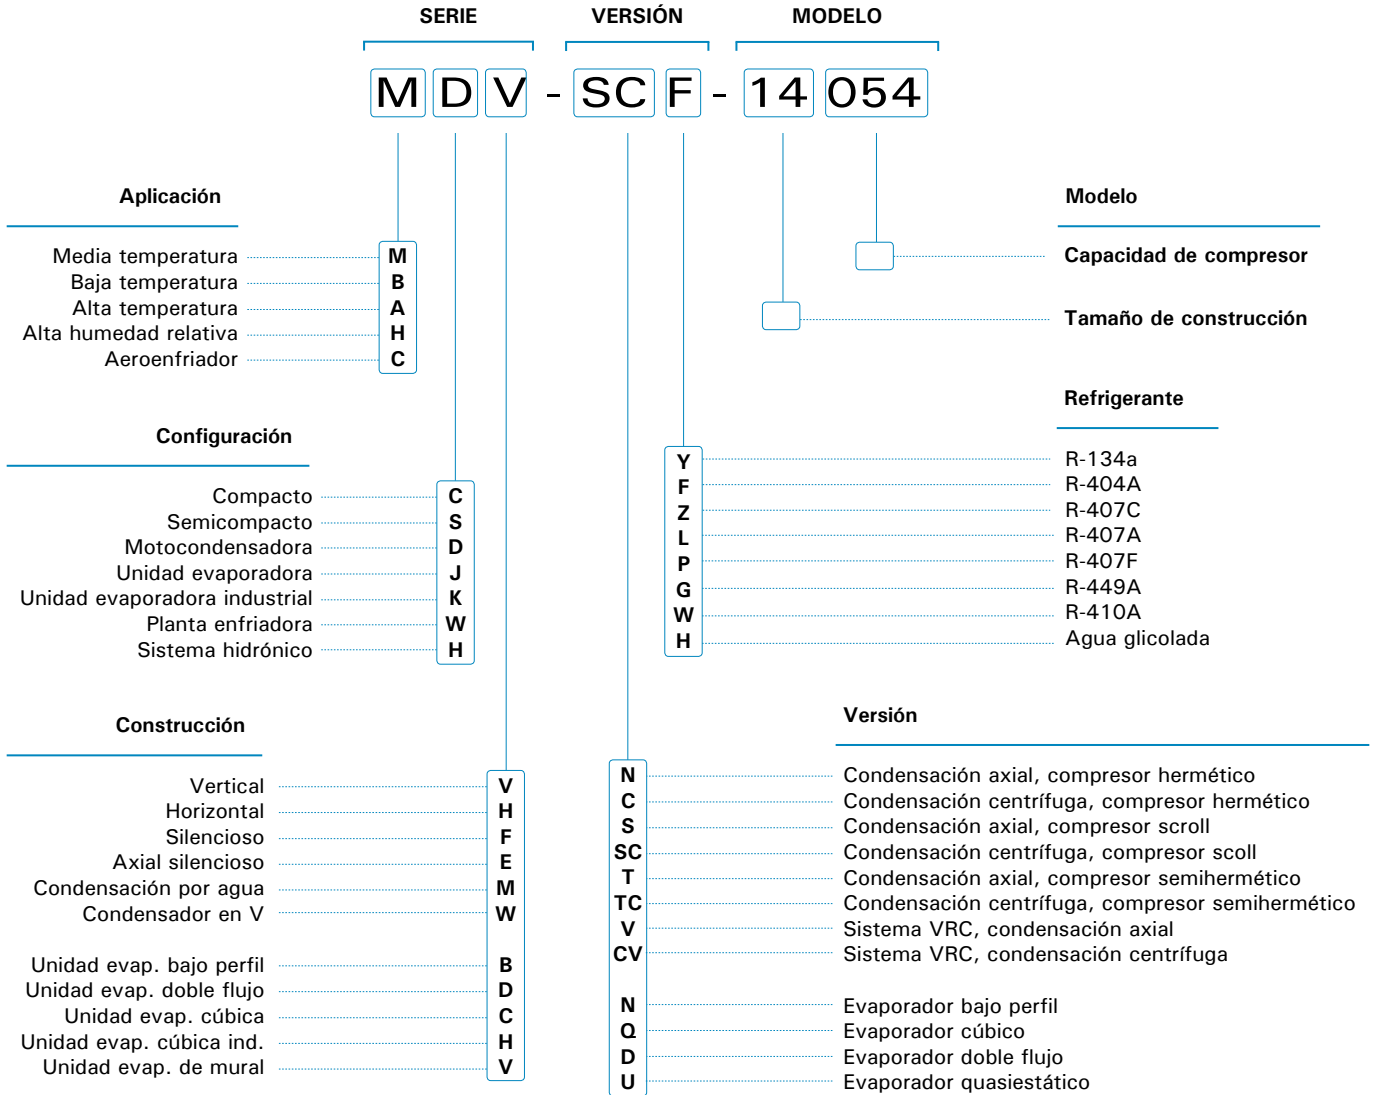 SERIE VERSIÓN MODELO
MDV - SCF - 14 054
Aplicación
Media temperatura M
Baja temperatura B
Alta temperatura A
Alta humedad relativa H
Aeroenfriador C
Modelo
Capacidad de compresor
Tamaño de construcción
Configuración
Compacto C
Semicompacto S
Motocondensadora D
Unidad evaporadora J
Unidad evaporadora industrial K
Planta enfriadora W
Sistema hidrónico H
Refrigerante
Y R-134a
F R-404A
Z R-407C
L R-407A
P R-407F
G R-449A
W R-410A
H Agua glicolada
Construcción
Vertical V
Horizontal H
Silencioso F
Axial silencioso E
Condensación por agua M
Condensador en V W
Unidad evap. bajo perfil B
Unidad evap. doble flujo D
Unidad evap. cúbica C
Unidad evap. cúbica ind. H
Unidad evap. de mural V
Versión
N Condensación axial, compresor hermético
C Condensación centrífuga, compresor hermético
S Condensación axial, compresor scroll
SC Condensación centrífuga, compresor scoll
T Condensación axial, compresor semihermético
TC Condensación centrífuga, compresor semihermético
V Sistema VRC, condensación axial
CV Sistema VRC, condensación centrífuga
N Evaporador bajo perfil
Q Evaporador cúbico
D Evaporador doble flujo
U Evaporador quasiestático